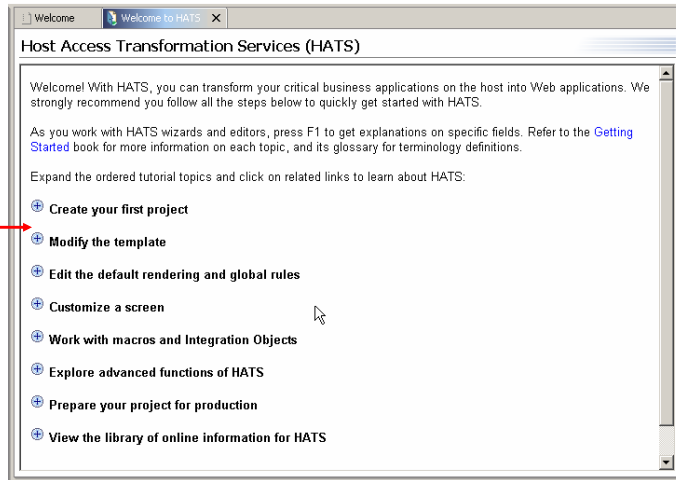 Welcome
Welcome to HATS
Host Access Transformation Services (HATS)
Welcome! With HATS, you can transform your critical business applications on the host into Web applications. We
strongly recommend you follow all the steps below to quickly get started with HATS.
As you work with HATS wizards and editors, press F1 to get explanations on specific fields. Refer to the Getting
Started book for more information on each topic, and its glossary for terminology definitions.
Expand the ordered tutorial topics and click on related links to learn about HATS:
Create your first project
Modify the template
Edit the default rendering and global rules
Customize a screen
Work with macros and Integration Objects
Explore advanced functions of HATS
Prepare your project for production
View the library of online information for HATS